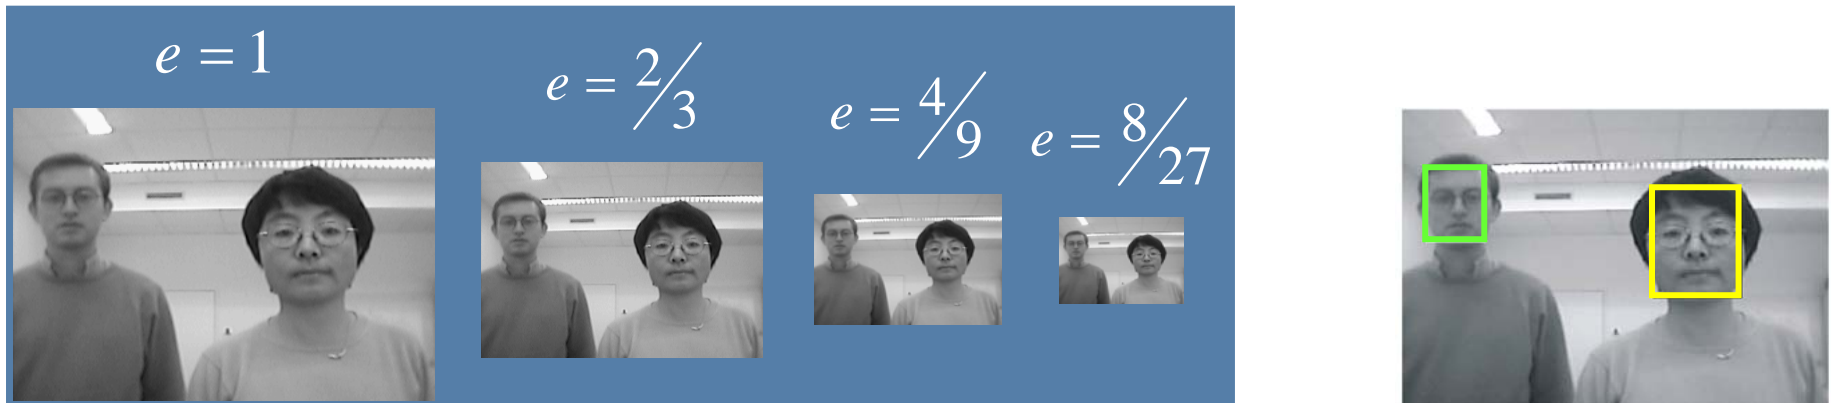 e = 1
e = 2/3
e = 4/9
e = 8/27